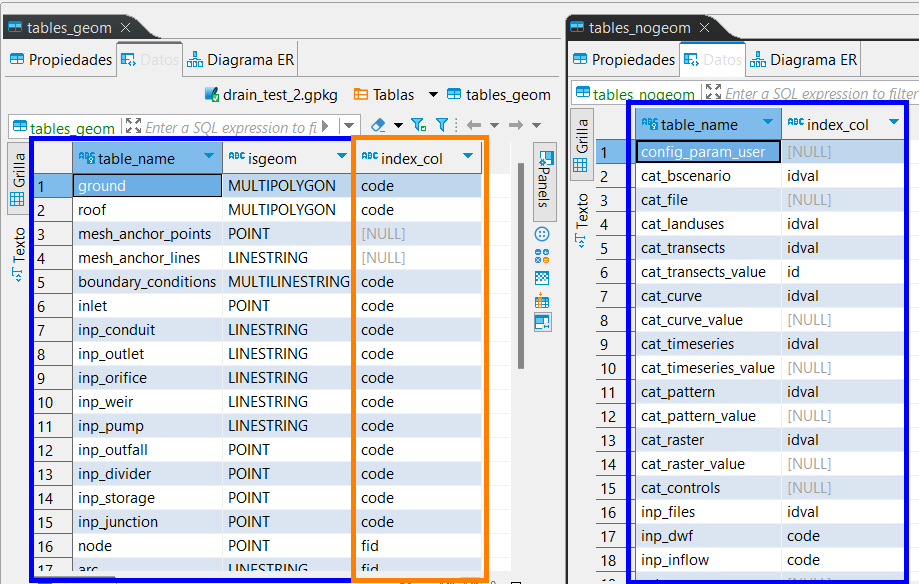 tables_geom
Propiedades Datos Diagrama ER
drain_test_2.gpkg Tablas tables_geom
tables_geom Enter a SQL expression to fi
Grilla
Texto
table_name isgeom index_col
1 ground MULTIPOLYGON code
2 roof MULTIPOLYGON code
3 mesh_anchor_points POINT [NULL]
4 mesh_anchor_lines LINESTRING [NULL]
5 boundary_conditions MULTILINESTRING code
6 inlet POINT code
7 inp_conduit LINESTRING code
8 inp_outlet LINESTRING code
9 inp_orifice LINESTRING code
10 inp_weir LINESTRING code
11 inp_pump LINESTRING code
12 inp_outfall POINT code
13 inp_divider POINT code
14 inp_storage POINT code
15 inp_junction POINT code
16 node POINT fid
17 arc LINESTRING fid
Panels
tables_nogeom
Propiedades Datos Diagrama ER
tables_nogeom Enter a SQL expression to filter
Grilla
Texto
table_name index_col
1 config_param_user [NULL]
2 cat_bscenario idval
3 cat_file [NULL]
4 cat_landuses idval
5 cat_transects idval
6 cat_transects_value id
7 cat_curve idval
8 cat_curve_value [NULL]
9 cat_timeseries idval
10 cat_timeseries_value [NULL]
11 cat_pattern idval
12 cat_pattern_value [NULL]
13 cat_raster idval
14 cat_raster_value [NULL]
15 cat_controls [NULL]
16 inp_files idval
17 inp_dwf code
18 inp_inflow code